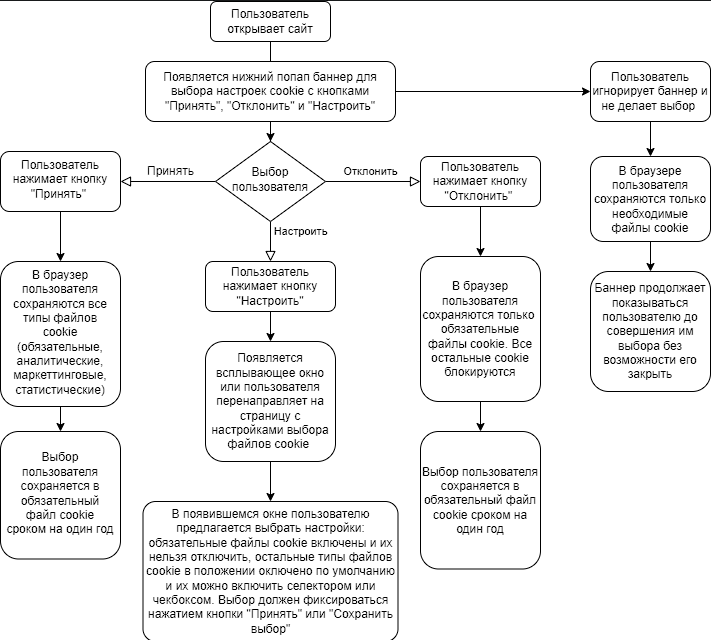 Пользователь
открывает сайт
Появляется нижний попап баннер для
выбора настроек cookie с кнопками
"Принять", "Отклонить" и "Настроить"
Пользователь
игнорирует баннер и
не делает выбор
Пользователь
нажимает кнопку
"Принять"
Принять
Выбор
пользователя
Отклонить
Пользователь
нажимает кнопку
"Отклонить"
В браузере
пользователя
сохраняются только
необходимые
файлы cookie
Настроить
В браузер
пользователя
сохраняются все
типы файлов
cookie
(обязательные,
аналитические,
маркеттинговые,
статистические)
Пользователь
нажимает кнопку
"Настроить"
В браузер
пользователя
сохраняются только
обязательные
файлы cookie. Все
остальные cookie
блокируются
Баннер продолжает
показываться
пользователю до
совершения им
выбора без
возможности его
закрыть
Появляется
всплывающее окно
или пользователя
перенаправляет на
страницу с
настройками выбора
файлов cookie
Выбор
пользователя
сохраняется в
обязательный
файл cookie
сроком на один год
Выбор пользователя
сохраняется в
обязательный файл
cookie сроком на
один год
В появившемся окне пользователю
предлагается выбрать настройки:
обязательные файлы cookie включены и их
нельзя отключить, остальные типы файлов
cookie в положении оключено по умолчанию
и их можно включить селектором или
чекбоксом. Выбор должен фиксироваться
нажатием кнопки "Принять" или "Сохранить
выбор"